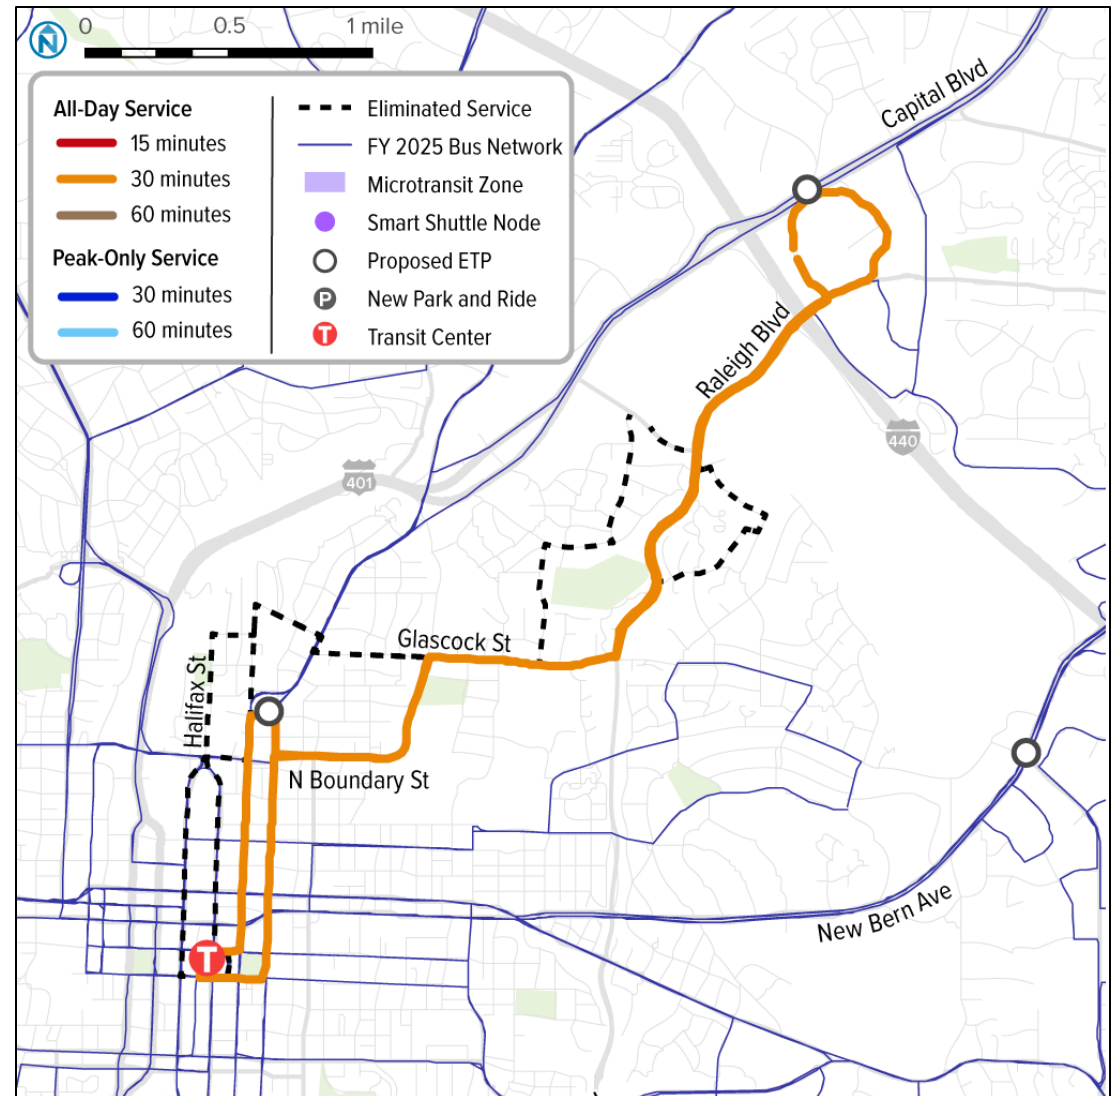 N
0 0.5 1 mile
All-Day Service
15 minutes
30 minutes
60 minutes
Peak-Only Service
30 minutes
60 minutes
Eliminated Service
FY 2025 Bus Network
Microtransit Zone
Smart Shuttle Node
Proposed ETP
P New Park and Ride
T Transit Center
Capital Blvd
Raleigh Blvd
440
401
Glascock St
Halifax St
N Boundary St
New Bern Ave
T